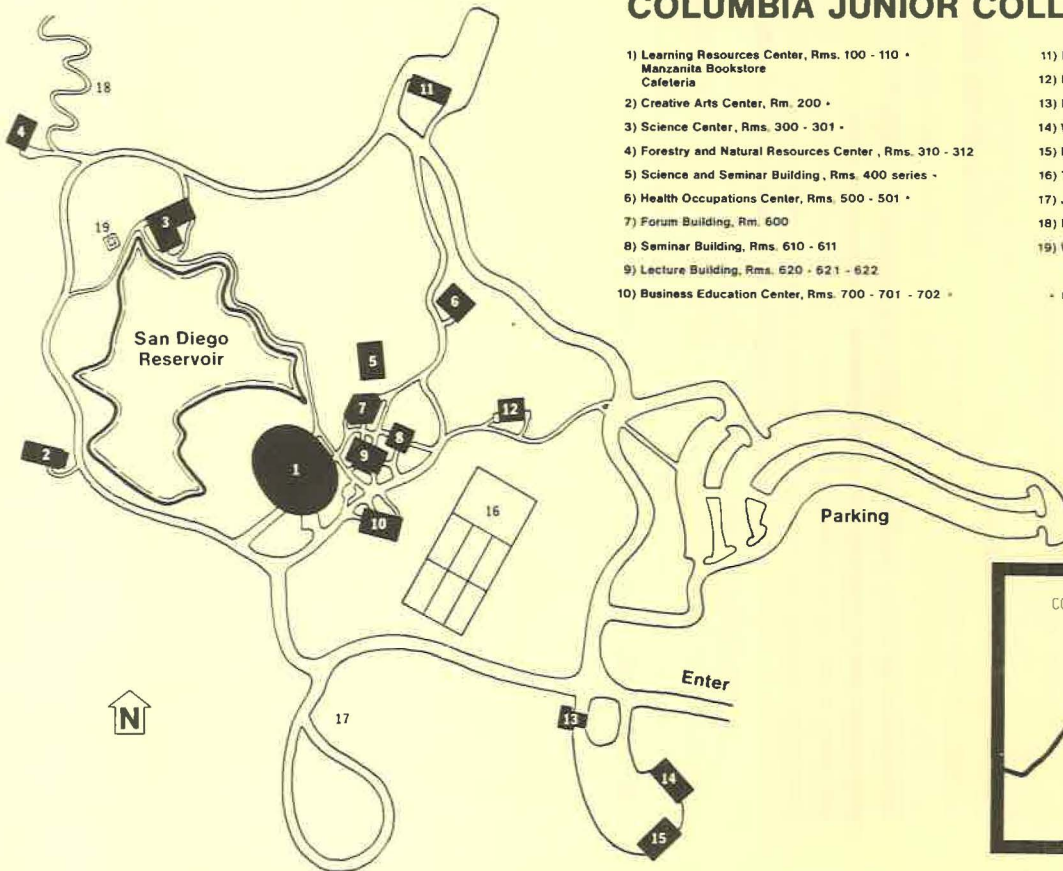 COLUMBIA JUNIOR COLL
1) Learning Resources Center, Rms. 100 - 110 •
Manzanita Bookstore
Cafeteria
2) Creative Arts Center, Rm. 200 •
3) Science Center, Rms. 300 - 301 •
4) Forestry and Natural Resources Center , Rms. 310 - 312
5) Science and Seminar Building , Rms. 400 series •
6) Health Occupations Center, Rms. 500 - 501 •
7) Forum Building, Rm. 600
8) Seminar Building, Rms. 610 - 611
9) Lecture Building, Rms. 620 - 621 - 622
10) Business Education Center, Rms. 700 - 701 - 702 •
11)
12)
13)
14)
15)
16)
17)
18)
19)
18
11
4
19
3
6
San Diego
Reservoir
5
7
12
8
2
9
1
16
10
Parking
CO
Enter
N
17
13
14
15